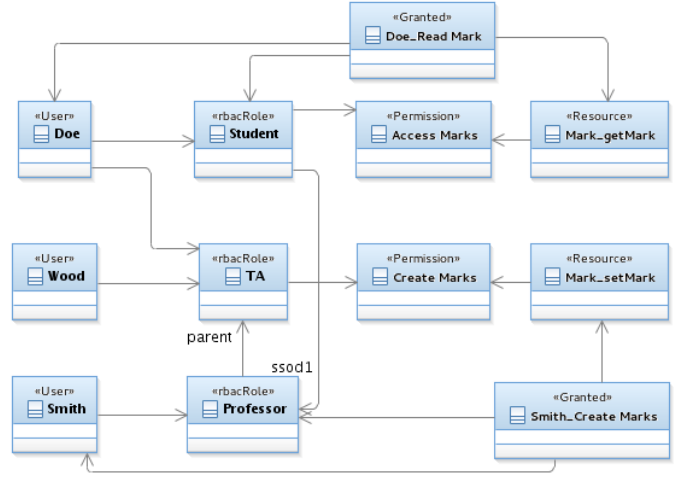 «Granted»
Doe_Read Mark
«User»
Doe
«rbacRole»
Student
«Permission»
Access Marks
«Resource»
Mark_getMark
«User»
Wood
«rbacRole»
TA
«Permission»
Create Marks
«Resource»
Mark_setMark
parent
ssod1
«User»
Smith
«rbacRole»
Professor
«Granted»
Smith_Create Marks